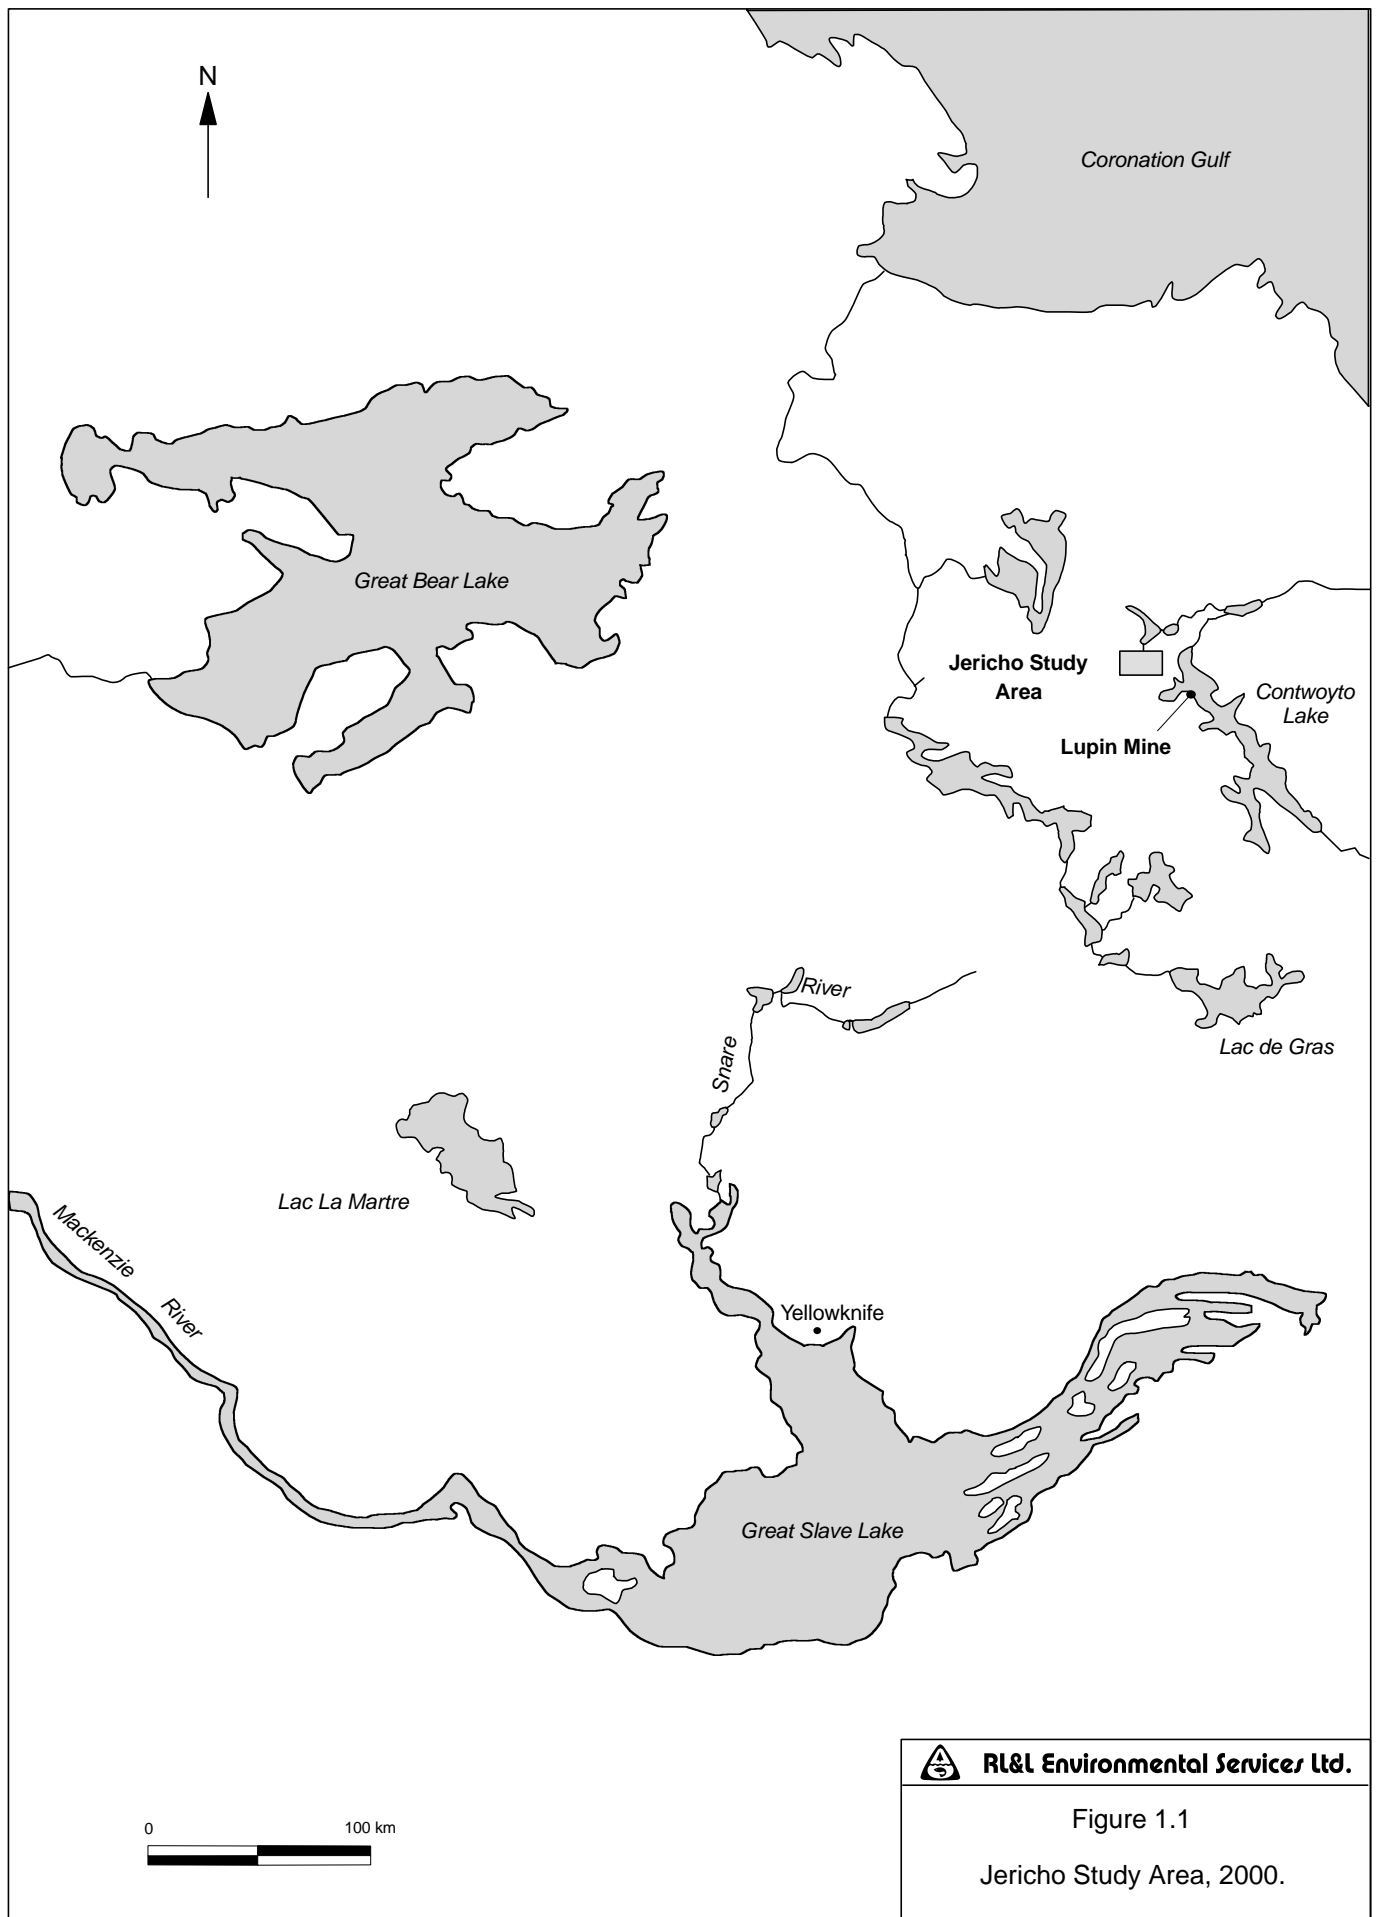 N
Coronation Gulf
Great Bear Lake
Jericho Study
Area
Contwoyto
Lake
Lupin Mine
River
Snare
Lac de Gras
Lac La Martre
Mackenzie
River
Yellowknife
Great Slave Lake
0 100 km
RL&L Environmental Services Ltd.
Figure 1.1
Jericho Study Area, 2000.